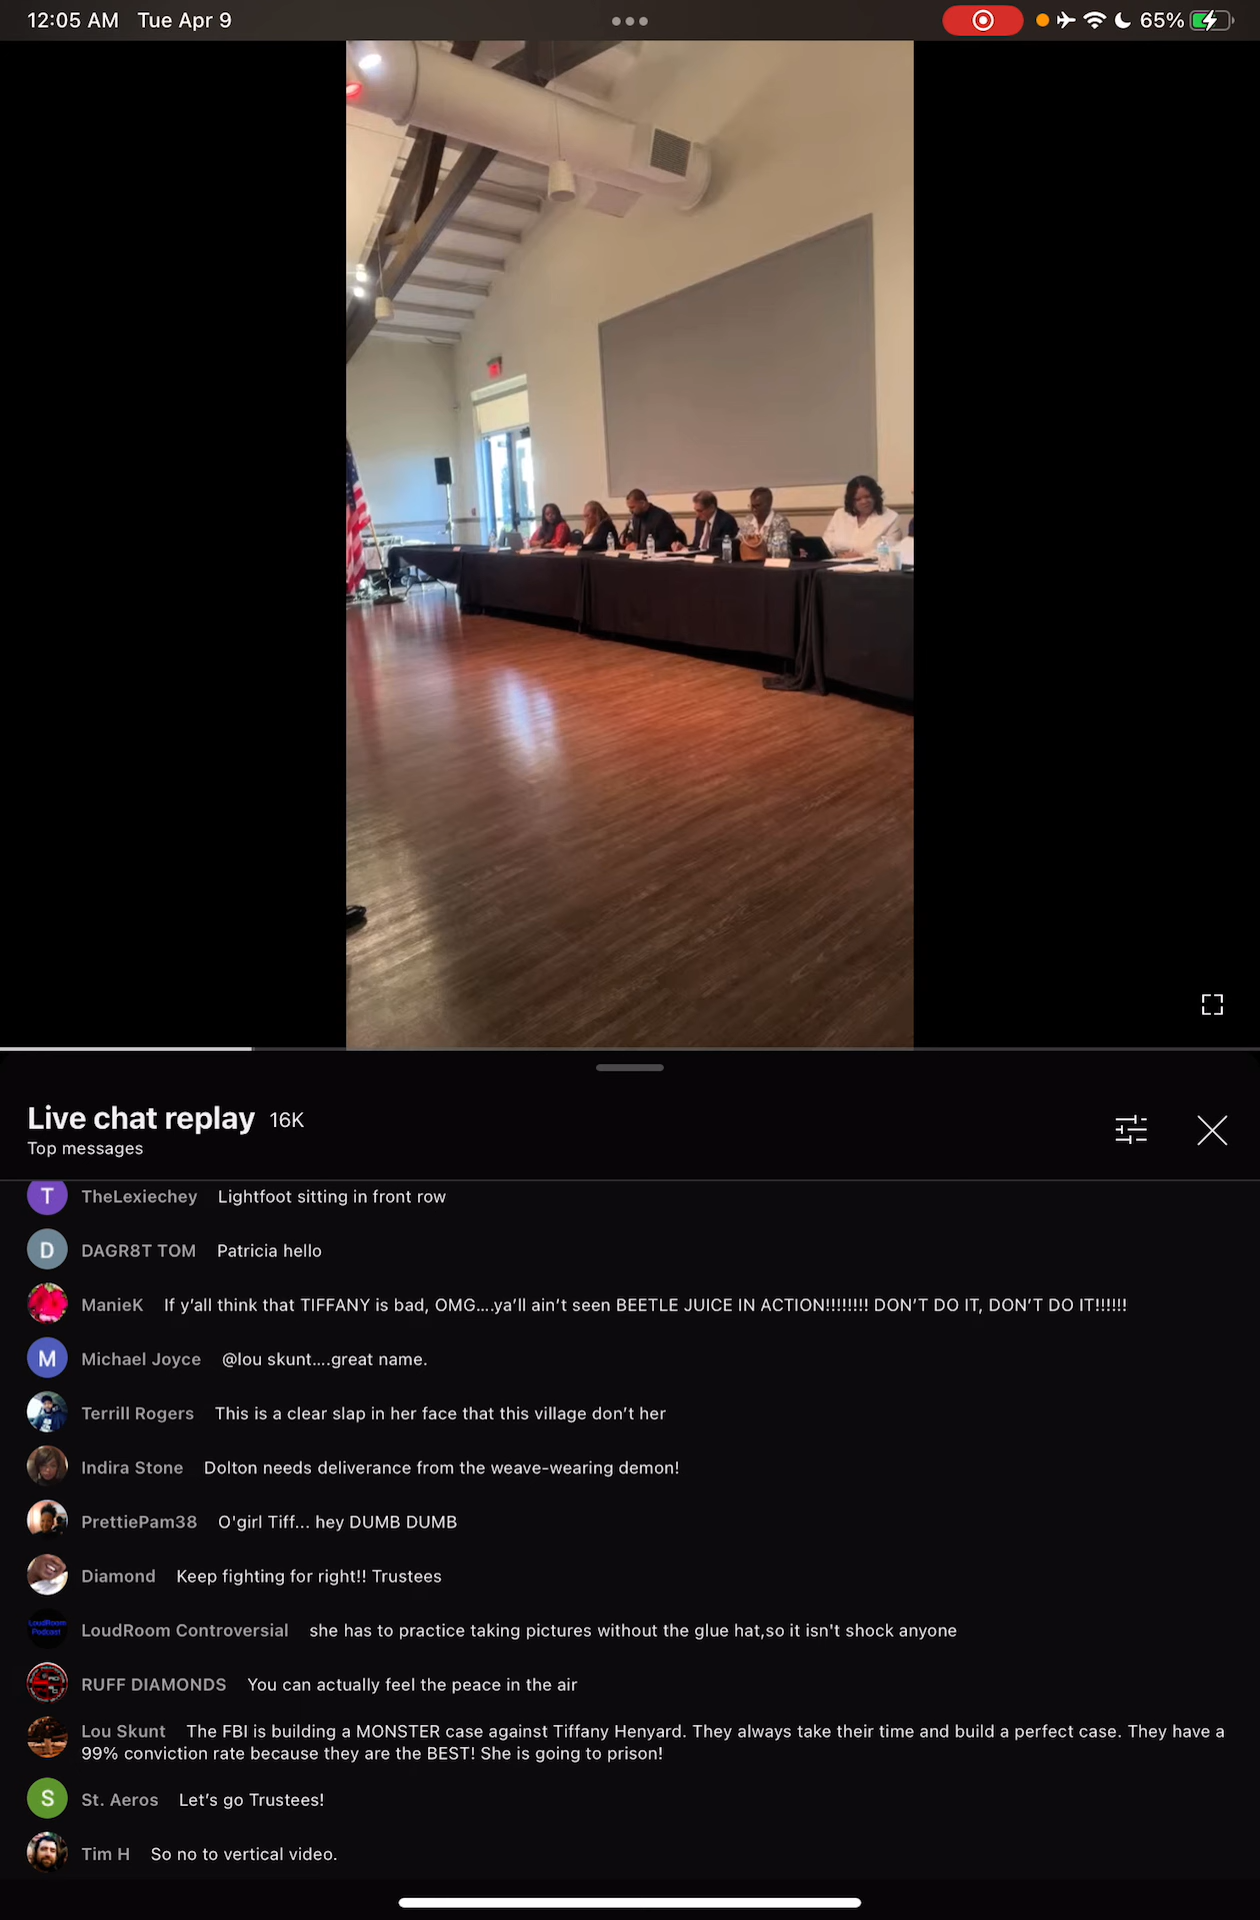 12:05 AM Tue Apr 9
65%
Live chat replay 16K
Top messages
T TheLexiechey Lightfoot sitting in front row
D DAGR8T TOM Patricia hello
ManieK If y’all think that TIFFANY is bad, OMG....ya’ll ain’t seen BEETLE JUICE IN ACTION!!!!!!!! DON’T DO IT, DON’T DO IT!!!!!!
M Michael Joyce @lou skunt....great name.
Terrill Rogers This is a clear slap in her face that this village don’t her
Indira Stone Dolton needs deliverance from the weave-wearing demon!
PrettiePam38 O'girl Tiff... hey DUMB DUMB
Diamond Keep fighting for right!! Trustees
LoudRoom
Podcast
LoudRoom Controversial she has to practice taking pictures without the glue hat,so it isn't shock anyone
RUFF DIAMONDS You can actually feel the peace in the air
Lou Skunt The FBI is building a MONSTER case against Tiffany Henyard. They always take their time and build a perfect case. They have a
99% conviction rate because they are the BEST! She is going to prison!
S St. Aeros Let’s go Trustees!
Tim H So no to vertical video.